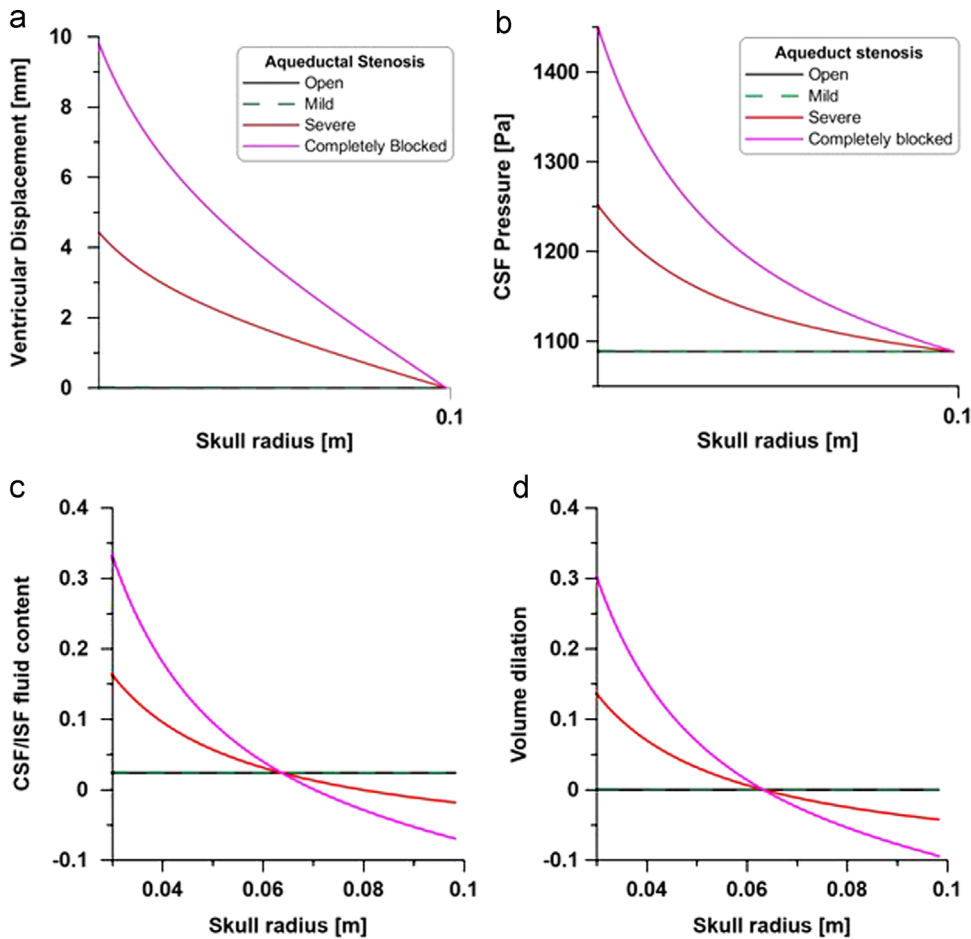 a
Ventricular Displacement [mm]
10
8
6
4
2
0
Aqueductal Stenosis
Open
Mild
Severe
Completely Blocked
0.1
Skull radius [m]
b
CSF Pressure [Pa]
1400
1300
1200
1100
Aqueduct stenosis
Open
Mild
Severe
Completely blocked
0.1
Skull radius [m]
c
CSF/ISF fluid content
0.4
0.3
0.2
0.1
0
-0.1
0.04 0.06 0.08 0.1
Skull radius [m]
d
Volume dilation
0.4
0.3
0.2
0.1
0
-0.1
0.04 0.06 0.08 0.1
Skull radius [m]